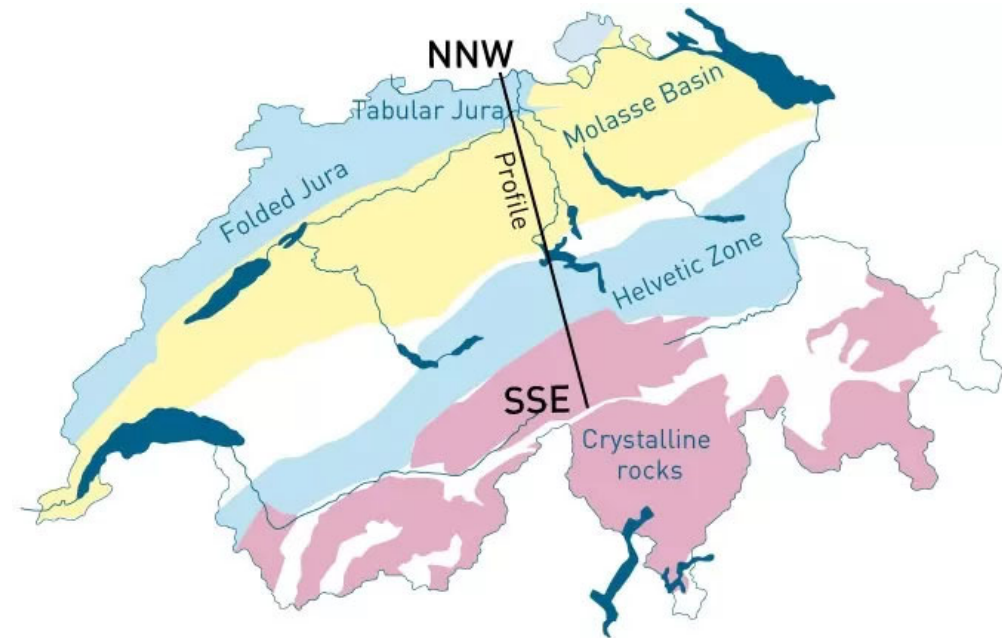 NNW
Tabular Jura
Molasse Basin
Folded Jura
Profile
Helvetic Zone
SSE
Crystalline
rocks